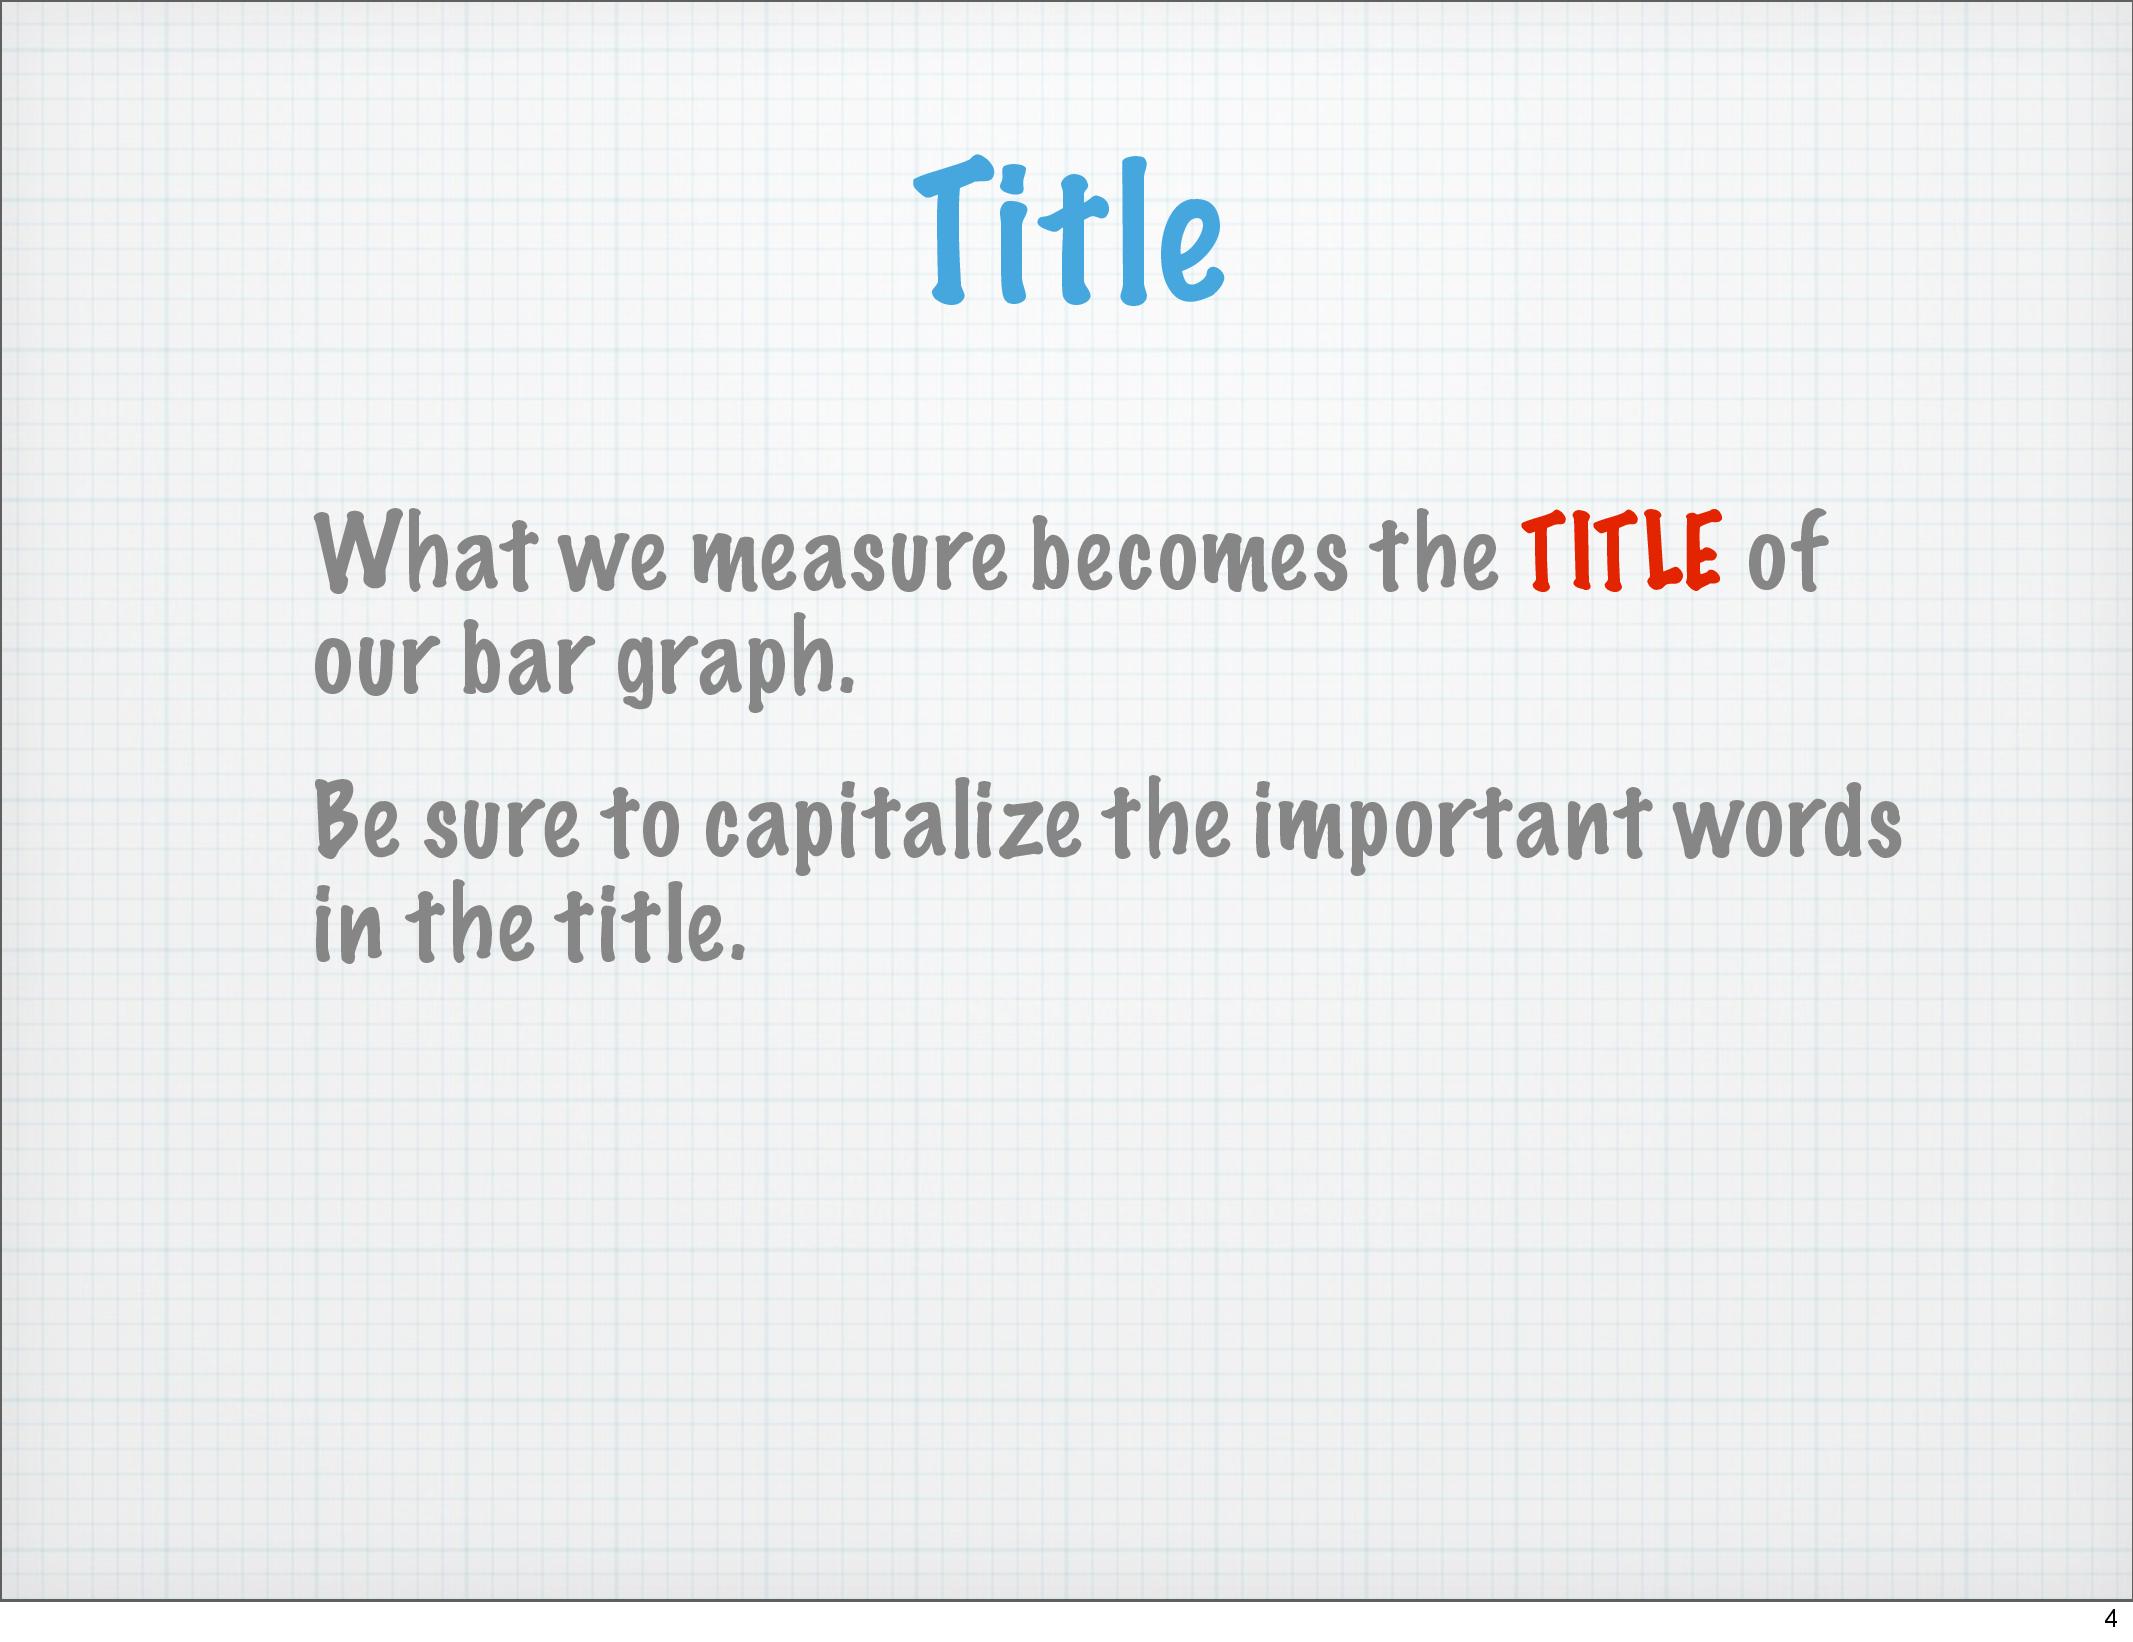 Title
What we measure becomes the TITLE of
our bar graph.
Be sure to capitalize the important words
in the title.
4